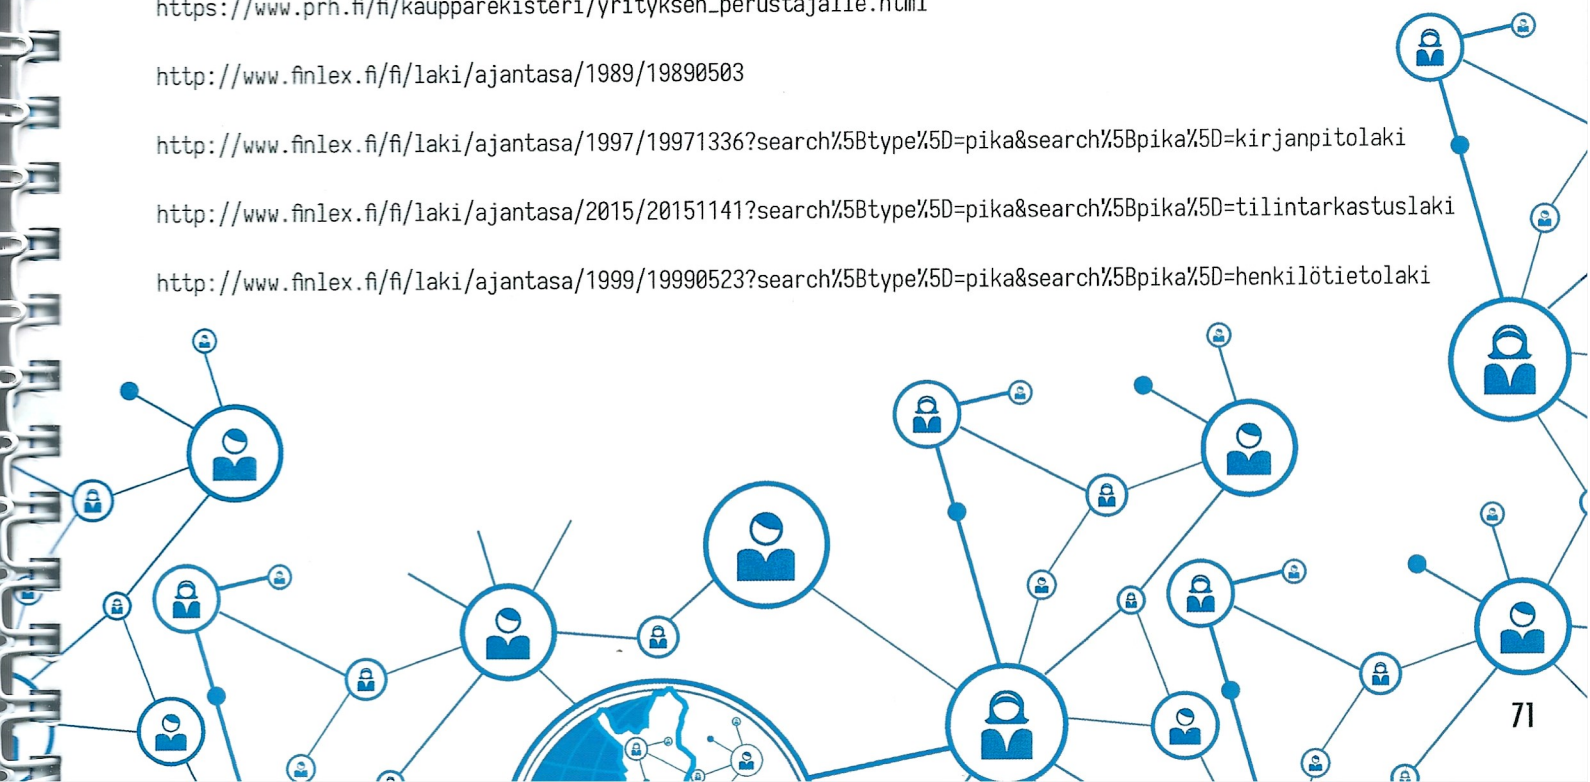 https://www.prh.fi/fi/kaupparekisteri/yrityksen_perustajalle.html
http://www.finlex.fi/fi/laki/ajantasa/1989/19890503
http://www.finlex.fi/fi/laki/ajantasa/1997/19971336?search%5Btype%5D=pika&search%5Bpika%5D=kirjanpitolaki
http://www.finlex.fi/fi/laki/ajantasa/2015/20151141?search%5Btype%5D=pika&search%5Bpika%5D=tilintarkastuslaki
http://www.finlex.fi/fi/laki/ajantasa/1999/19990523?search%5Btype%5D=pika&search%5Bpika%5D=henkilötietolaki
71